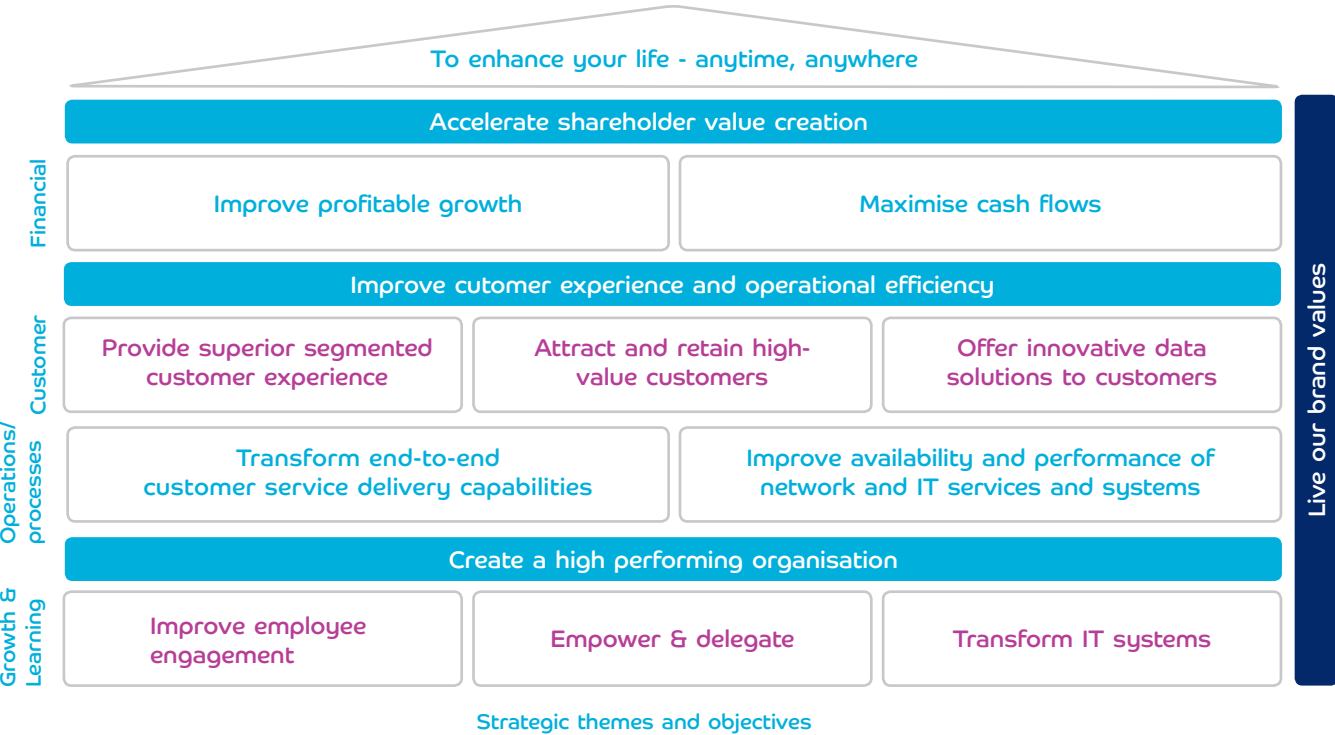 To enhance your life - anytime, anywhere
Accelerate shareholder value creation
Financial
Improve profitable growth
Maximise cash flows
Improve cutomer experience and operational efficiency
Customer
Provide superior segmented
customer experience
Attract and retain high-
value customers
Offer innovative data
solutions to customers
Operations/
processes
Transform end-to-end
customer service delivery capabilities
Improve availability and performance of
network and IT services and systems
Create a high performing organisation
Growth &
Learning
Improve employee
engagement
Empower & delegate
Transform IT systems
Live our brand values
Strategic themes and objectives